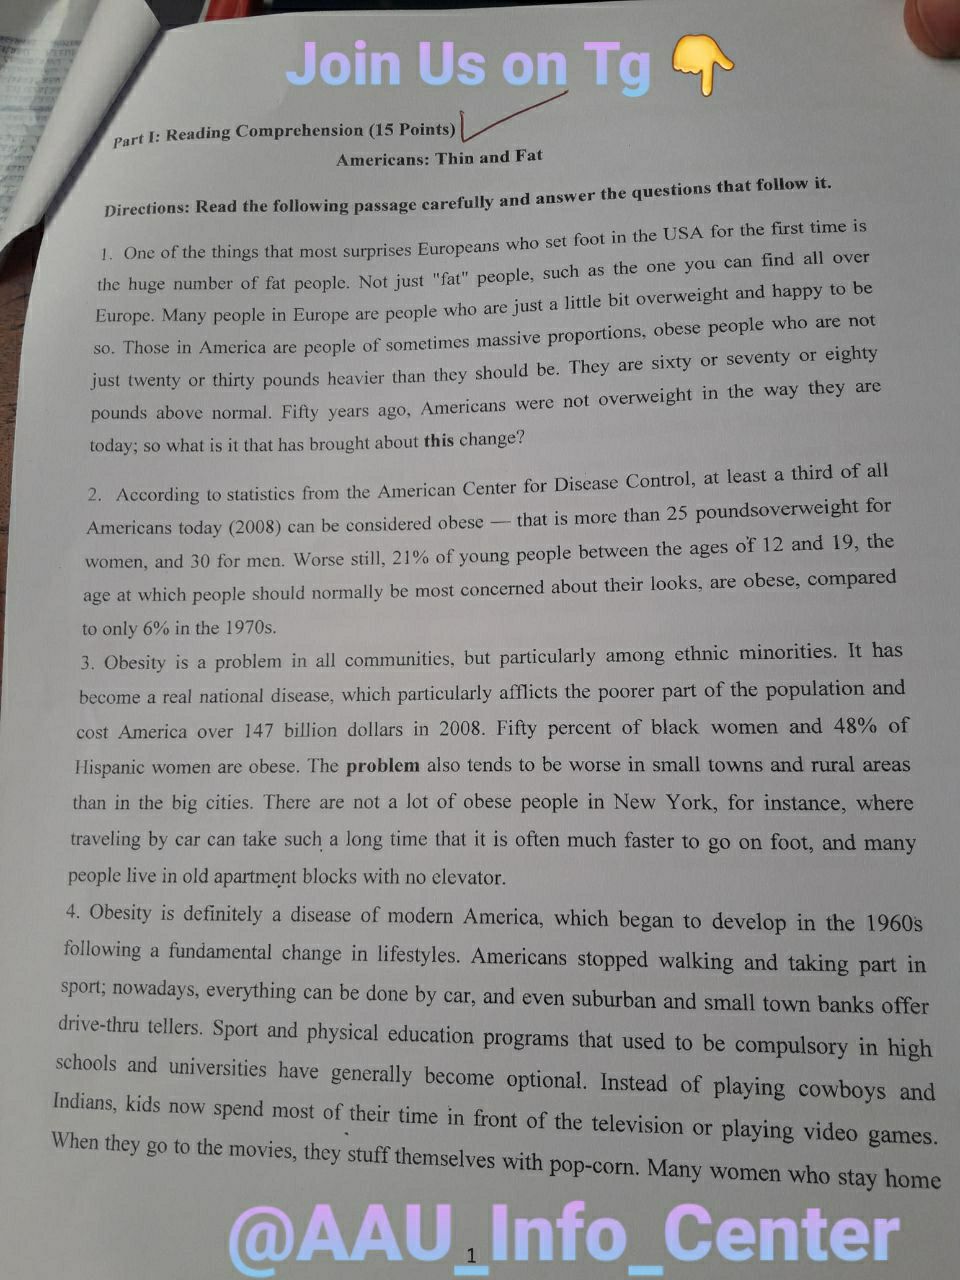 Join Us on Tg 👇
Part I: Reading Comprehension (15 Points)
Americans: Thin and Fat
Directions: Read the following passage carefully and answer the questions that follow it.
1. One of the things that most surprises Europeans who set foot in the USA for the first time is
the huge number of fat people. Not just "fat" people, such as the one you can find all over
Europe. Many people in Europe are people who are just a little bit overweight and happy to be
so. Those in America are people of sometimes massive proportions, obese people who are not
just twenty or thirty pounds heavier than they should be. They are sixty or seventy or eighty
pounds above normal. Fifty years ago, Americans were not overweight in the way they are
today; so what is it that has brought about this change?
2. According to statistics from the American Center for Disease Control, at least a third of all
Americans today (2008) can be considered obese — that is more than 25 poundsoverweight for
women, and 30 for men. Worse still, 21% of young people between the ages of 12 and 19, the
age at which people should normally be most concerned about their looks, are obese, compared
to only 6% in the 1970s.
3. Obesity is a problem in all communities, but particularly among ethnic minorities. It has
become a real national disease, which particularly afflicts the poorer part of the population and
cost America over 147 billion dollars in 2008. Fifty percent of black women and 48% of
Hispanic women are obese. The problem also tends to be worse in small towns and rural areas
than in the big cities. There are not a lot of obese people in New York, for instance, where
traveling by car can take such a long time that it is often much faster to go on foot, and many
people live in old apartment blocks with no elevator.
4. Obesity is definitely a disease of modern America, which began to develop in the 1960s
following a fundamental change in lifestyles. Americans stopped walking and taking part in
sport; nowadays, everything can be done by car, and even suburban and small town banks offer
drive-thru tellers. Sport and physical education programs that used to be compulsory in high
schools and universities have generally become optional. Instead of playing cowboys and
Indians, kids now spend most of their time in front of the television or playing video games.
When they go to the movies, they stuff themselves with pop-corn. Many women who stay home
@AAU_Info_Center
1